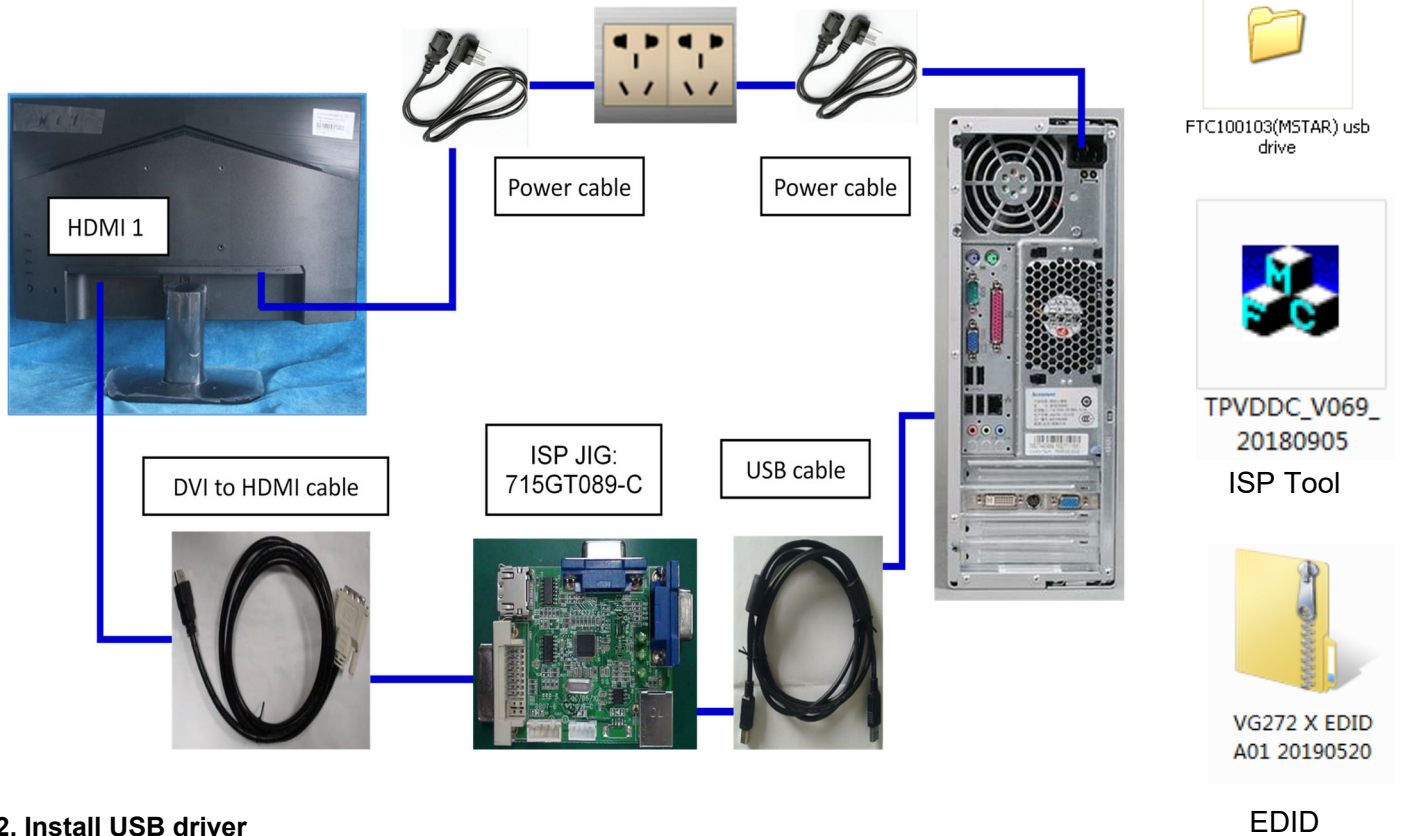 FTC100103(MSTAR) usb
drive
Power cable
Power cable
HDMI 1
M
F C
TPVDDC_V069_
20180905
ISP Tool
DVI to HDMI cable
ISP JIG:
715GT089-C
USB cable
VG272 X EDID
A01 20190520
EDID
2. Install USB driver